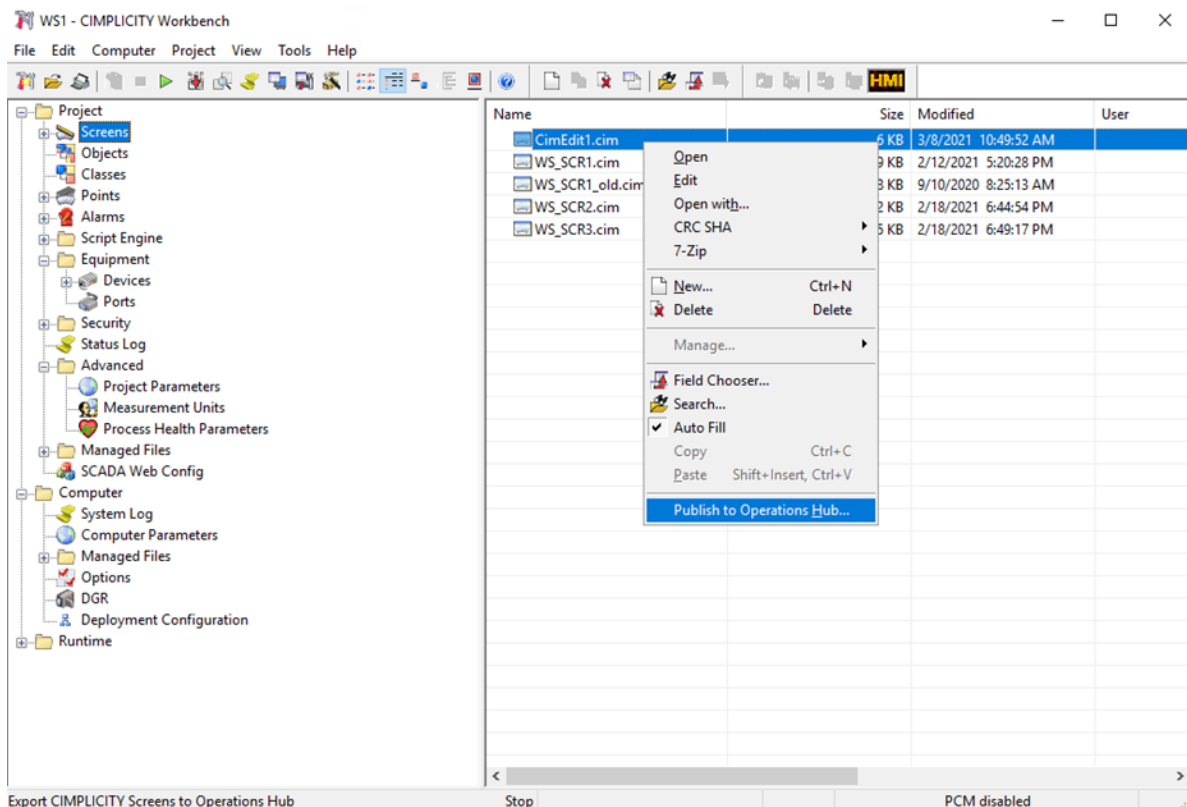 WS1 - CIMPLICITY Workbench
File Edit Computer Project View Tools Help
HMI
Project
Screens
Objects
Classes
Points
Alarms
Script Engine
Equipment
Devices
Ports
Security
Status Log
Advanced
Project Parameters
Measurement Units
Process Health Parameters
Managed Files
SCADA Web Config
Computer
System Log
Computer Parameters
Managed Files
Options
DGR
Deployment Configuration
Runtime
Name Size Modified User
CimEdit1.cim 6 KB 3/8/2021 10:49:52 AM
WS_SCR1.cim KB 2/12/2021 5:20:28 PM
WS_SCR1_old.cim KB 9/10/2020 8:25:13 AM
WS_SCR2.cim KB 2/18/2021 6:44:54 PM
WS_SCR3.cim KB 2/18/2021 6:49:17 PM
Open
Edit
Open with...
CRC SHA
7-Zip
New... Ctrl+N
Delete Delete
Manage...
Field Chooser...
Search...
Auto Fill
Copy Ctrl+C
Paste Shift+Insert, Ctrl+V
Publish to Operations Hub...
Export CIMPLICITY Screens to Operations Hub Stop PCM disabled